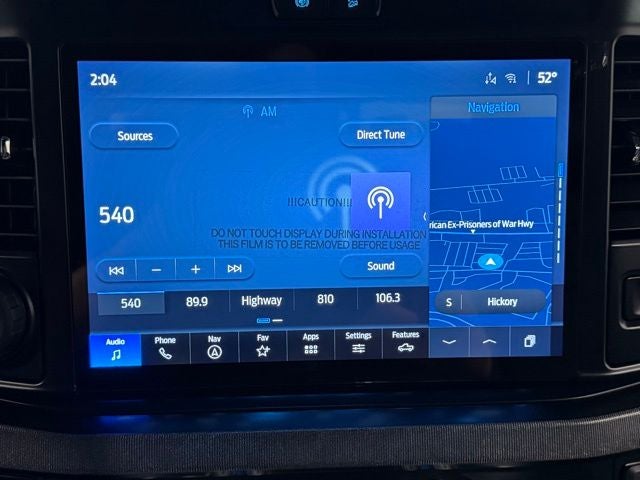 2:04
52°
AM
Navigation
Sources
Direct Tune
!!!CAUTION!!!
540
DO NOT TOUCH DISPLAY DURING INSTALLATION
THIS FILM IS TO BE REMOVED BEFORE USAGE
rican Ex-Prisoners of War Hwy
Sound
540 89.9 Highway 810 106.3
S Hickory
Audio Phone Nav Fav Apps Settings Features